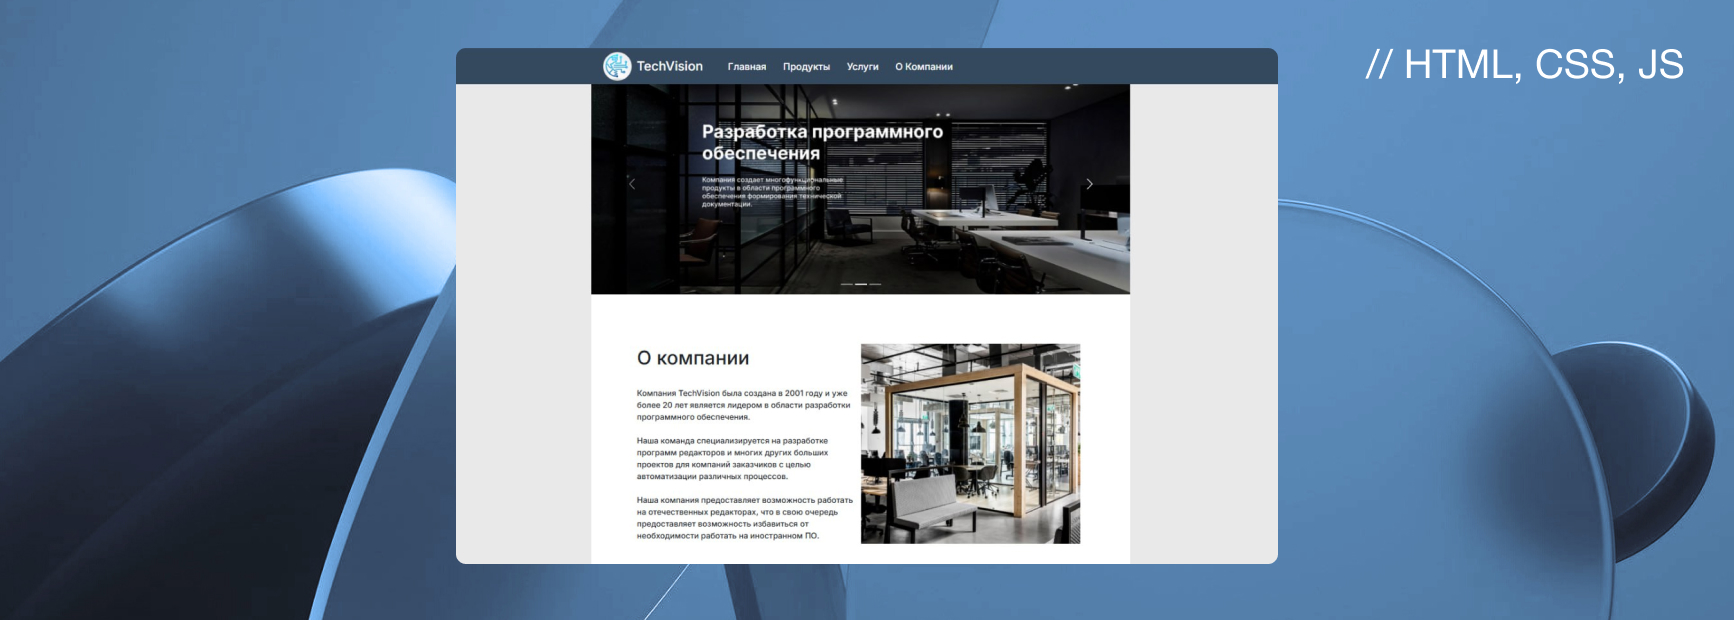 // HTML, CSS, JS
TechVision Главная Продукты Услуги О Компании
Разработка программного
обеспечения
Компания создает многофункциональные
продукты в области программного
обеспечения формирования технической
документации.
О компании
Компания TechVision была создана в 2001 году и уже
более 20 лет является лидером в области разработки
программного обеспечения.
Наша команда специализируется на разработке
программ редакторов и многих других больших
проектов для компаний заказчиков с целью
автоматизации различных процессов.
Наша компания предоставляет возможность работать
на отечественных редакторах, что в свою очередь
предоставляет возможность избавиться от
необходимости работать на иностранном ПО.